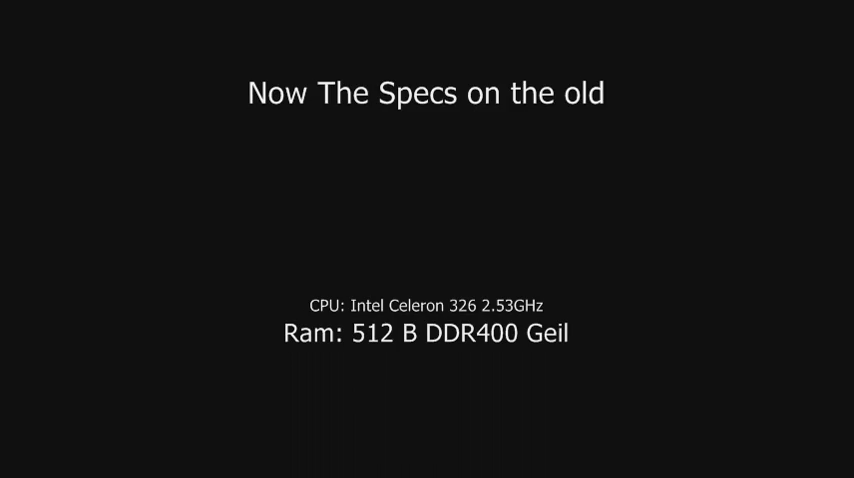 Now The Specs on the old
CPU: Intel Celeron 326 2.53GHz
Ram: 512 B DDR400 Geil